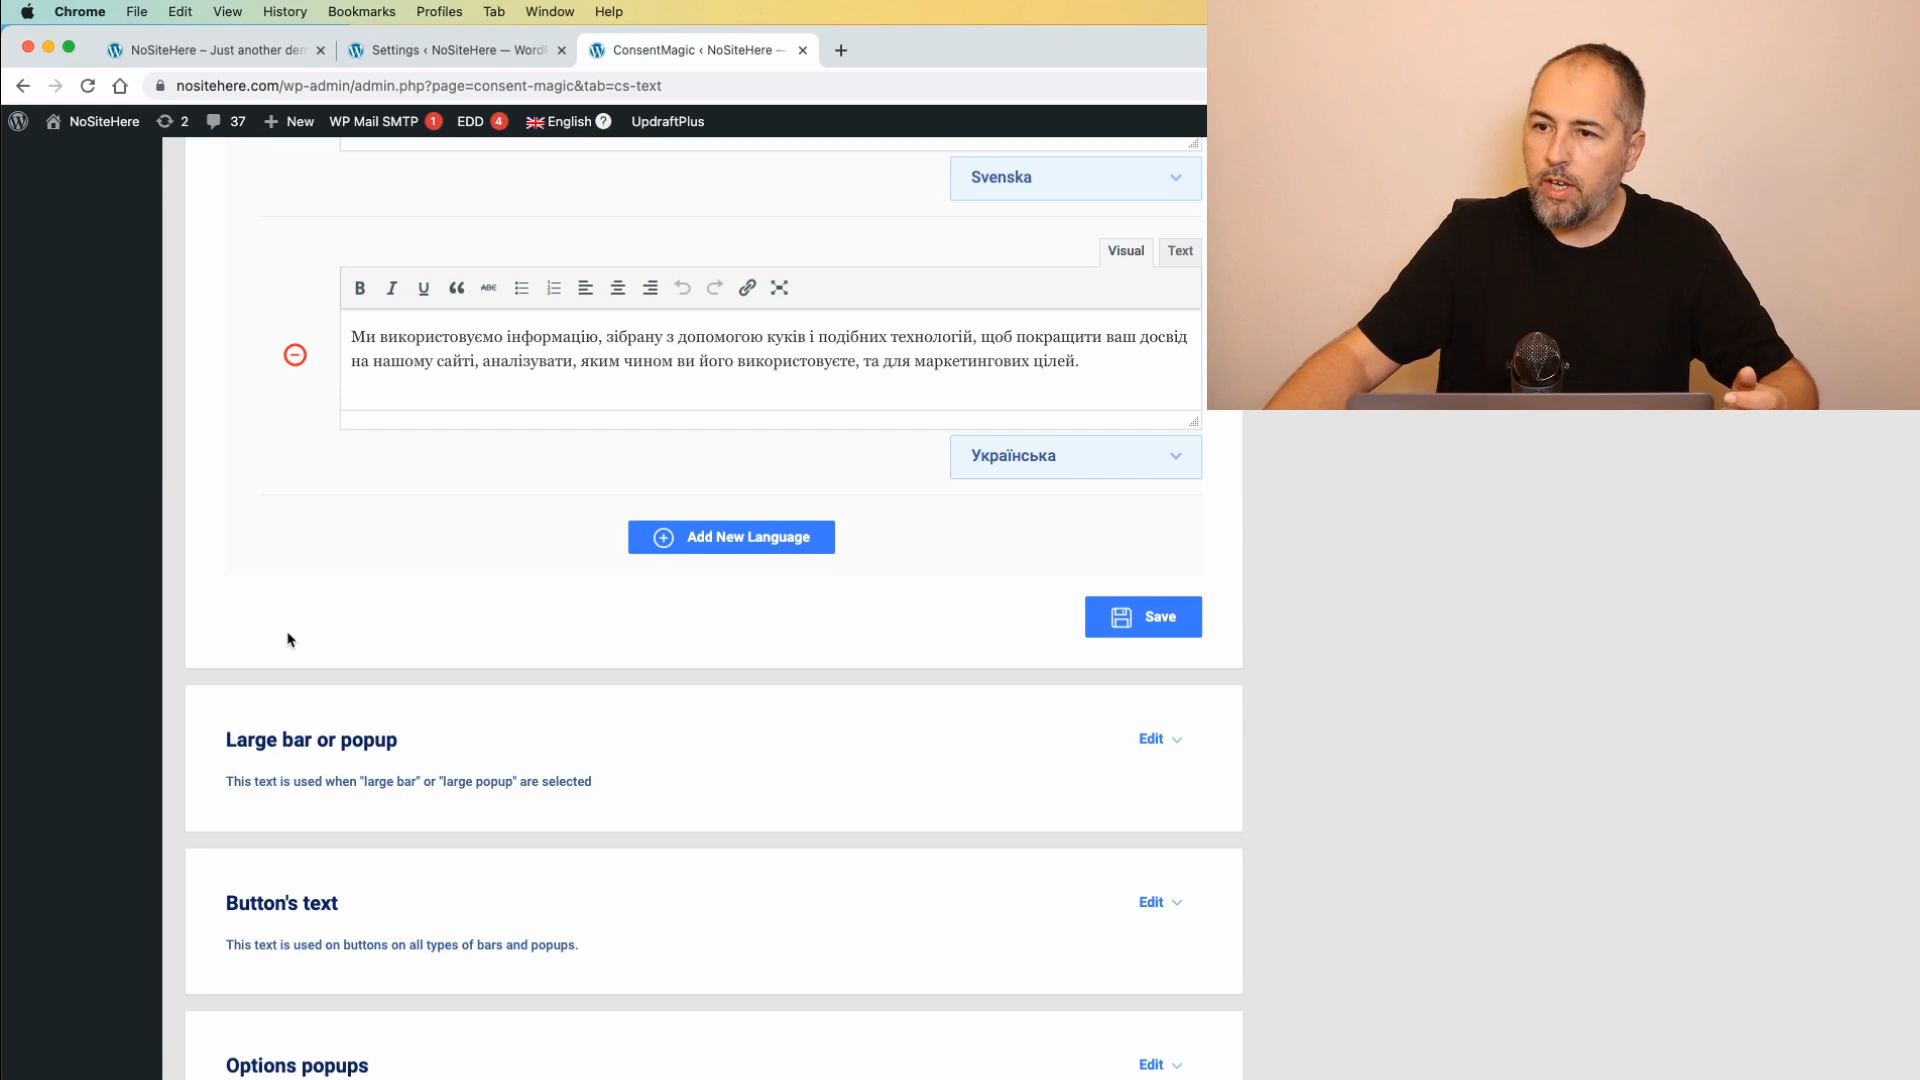 Chrome File Edit View History Bookmarks Profiles Tab Window Help
NoSiteHere – Just another den
Settings ‹ NoSiteHere — WordP
ConsentMagic ‹ NoSiteHere —
nositehere.com/wp-admin/admin.php?page=consent-magic&tab=cs-text
NoSiteHere 2 37 New WP Mail SMTP 1 EDD 4 English ? UpdraftPlus
Svenska
Visual Text
B I U ABC
Ми використовуємо інформацію, зібрану з допомогою куків і подібних технологій, щоб покращити ваш досвід
на нашому сайті, аналізувати, яким чином ви його використовуєте, та для маркетингових цілей.
Українська
Add New Language
Save
Large bar or popup
Edit
This text is used when "large bar" or "large popup" are selected
Button's text
Edit
This text is used on buttons on all types of bars and popups.
Options popups
Edit